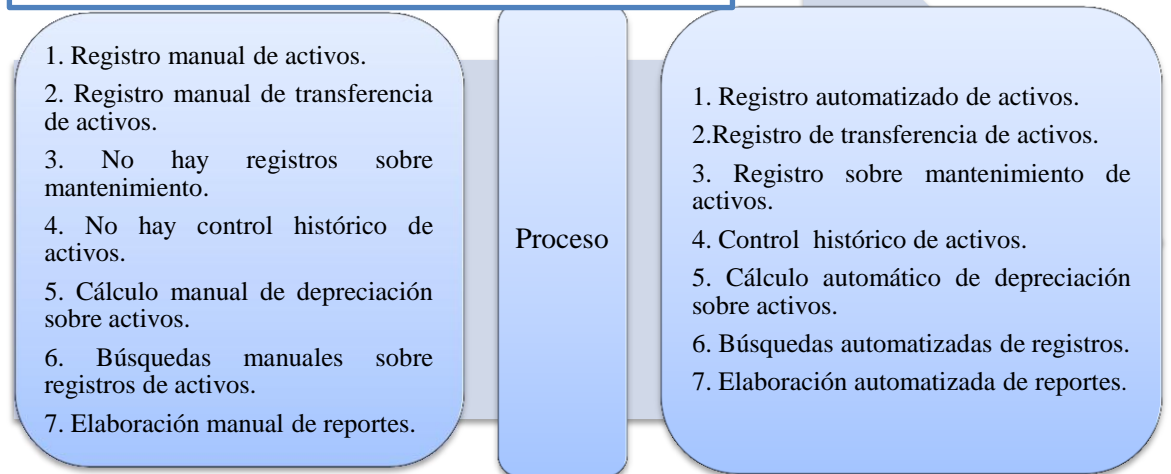 1. Registro manual de activos.
2. Registro manual de transferencia
de activos.
3. No hay registros sobre
mantenimiento.
4. No hay control histórico de
activos.
5. Cálculo manual de depreciación
sobre activos.
6. Búsquedas manuales sobre
registros de activos.
7. Elaboración manual de reportes.
Proceso
1. Registro automatizado de activos.
2.Registro de transferencia de activos.
3. Registro sobre mantenimiento de
activos.
4. Control histórico de activos.
5. Cálculo automático de depreciación
sobre activos.
6. Búsquedas automatizadas de registros.
7. Elaboración automatizada de reportes.